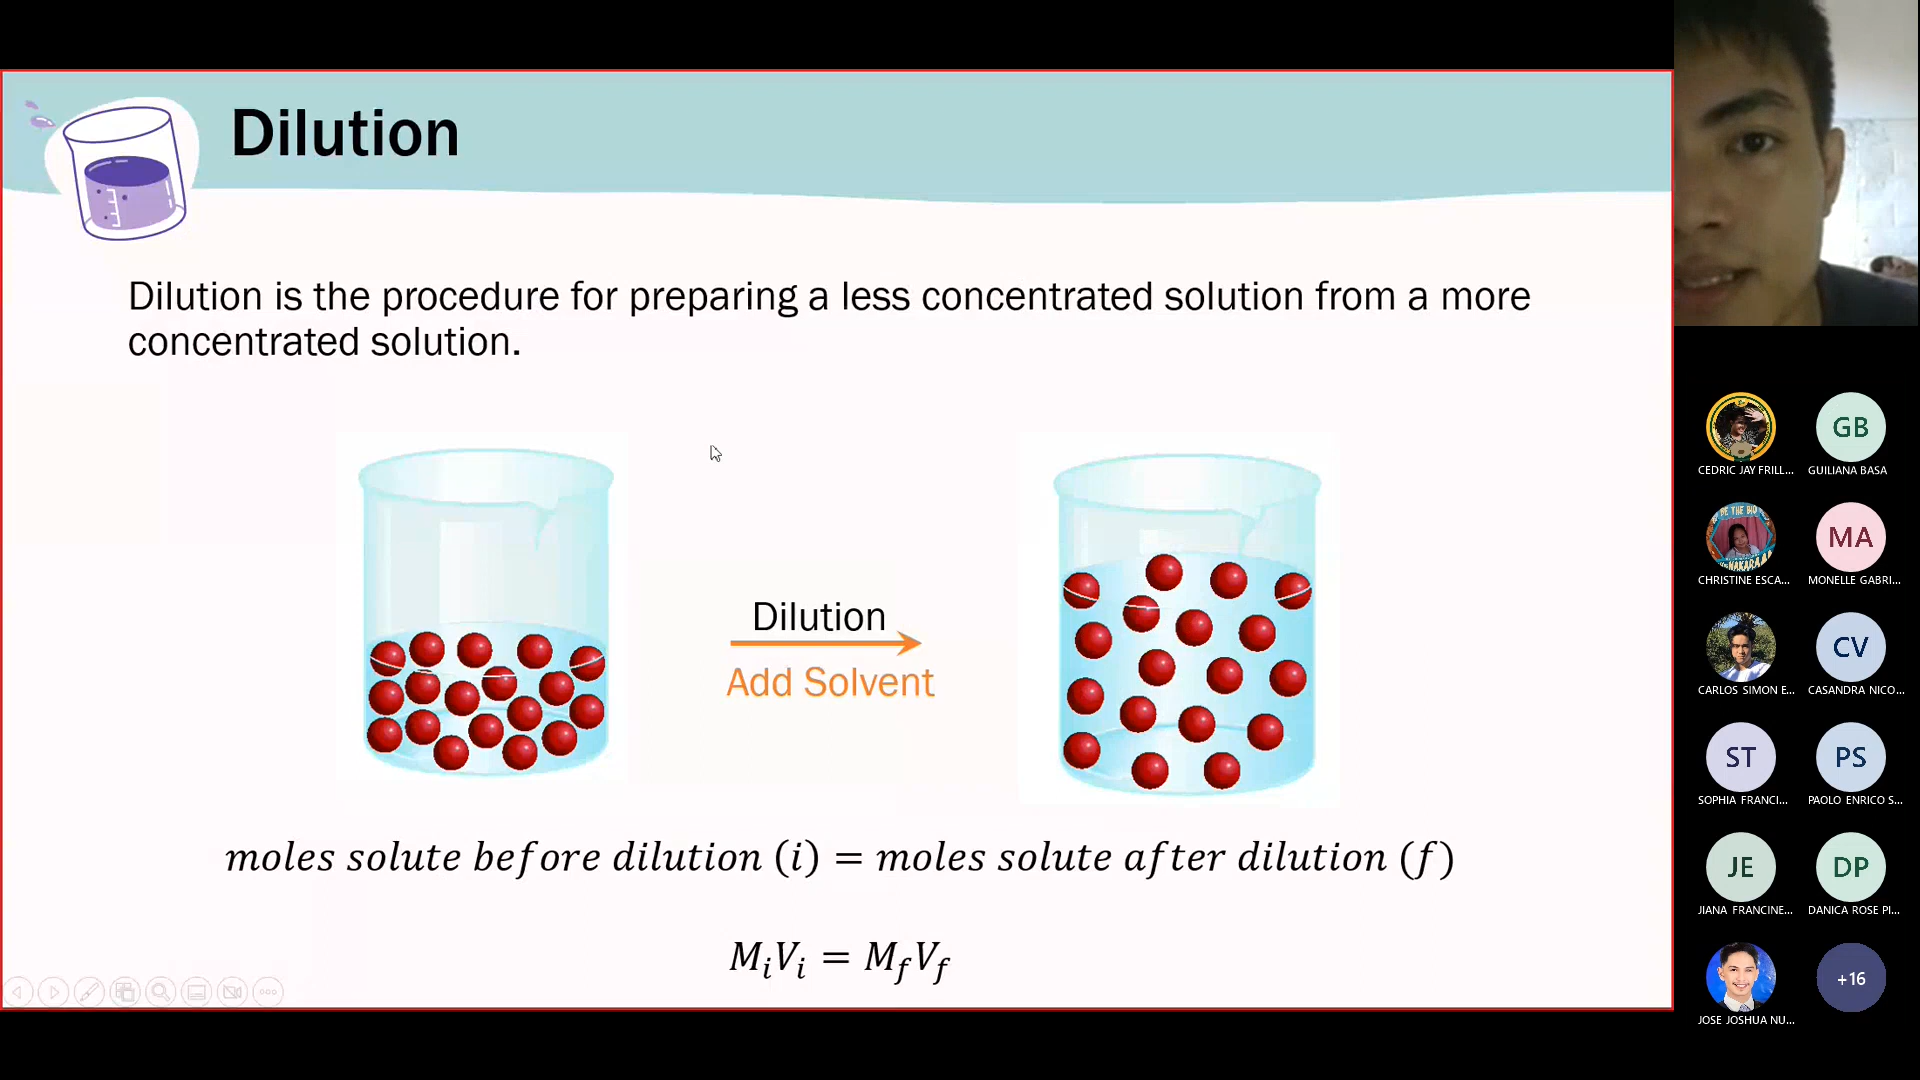 Dilution
Dilution is the procedure for preparing a less concentrated solution from a more
concentrated solution.
Dilution
Add Solvent
moles solute before dilution (i) = moles solute after dilution (f)
MᵢVᵢ = M_fV_f
CEDRIC JAY FRILL...
GB
GUILIANA BASA
CHRISTINE ESCA...
MA
MONELLE GABRI...
CARLOS SIMON E...
CV
CASANDRA NICO...
ST
SOPHIA FRANCI...
PS
PAOLO ENRICO S...
JE
JIANA FRANCINE...
DP
DANICA ROSE PI...
JOSE JOSHUA NU...
+16